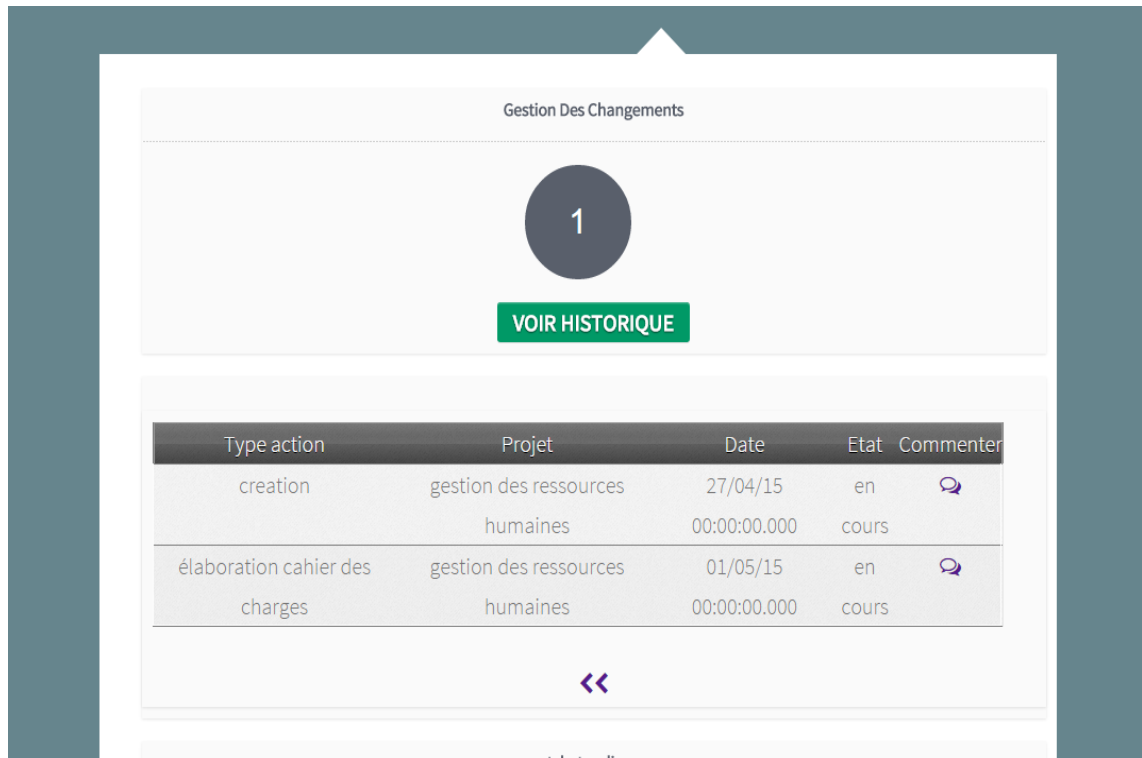 Gestion Des Changements
1
VOIR HISTORIQUE
Type action Projet Date Etat Commenter
creation gestion des ressources 27/04/15 en
humaines 00:00:00.000 cours
élaboration cahier des gestion des ressources 01/05/15 en
charges humaines 00:00:00.000 cours